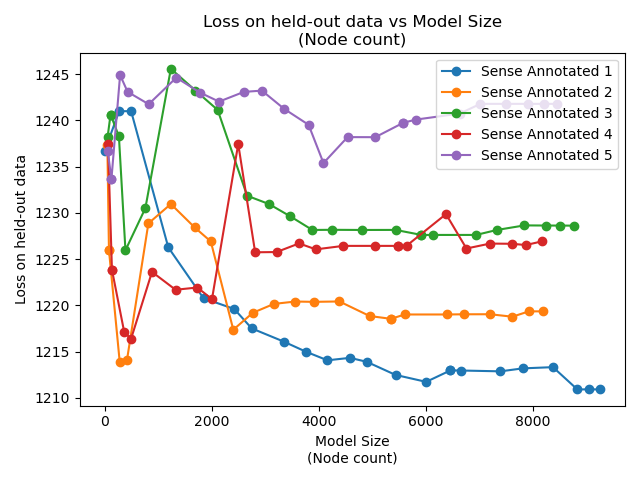 Loss on held-out data vs Model Size
(Node count)
Loss on held-out data
1245
1240
1235
1230
1225
1220
1215
1210
Sense Annotated 1
Sense Annotated 2
Sense Annotated 3
Sense Annotated 4
Sense Annotated 5
0 2000 4000 6000 8000
Model Size
(Node count)